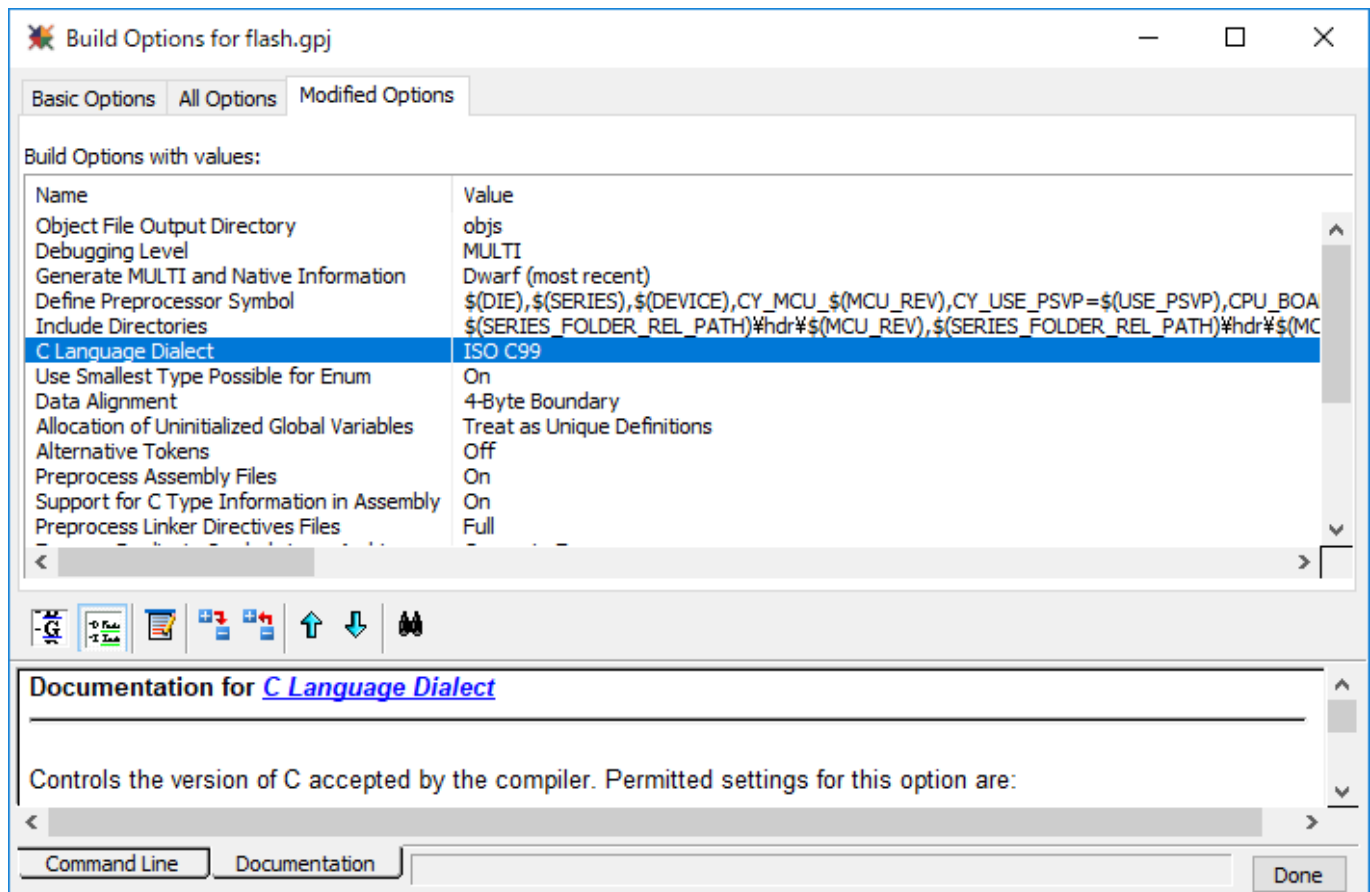 Build Options for flash.gpj
Basic Options All Options Modified Options
Build Options with values:
Name Value
Object File Output Directory objs
Debugging Level MULTI
Generate MULTI and Native Information Dwarf (most recent)
Define Preprocessor Symbol $(DIE),$(SERIES),$(DEVICE),CY_MCU_$(MCU_REV),CY_USE_PSVP=$(USE_PSVP),CPU_BOA
Include Directories $(SERIES_FOLDER_REL_PATH)¥hdr¥$(MCU_REV),$(SERIES_FOLDER_REL_PATH)¥hdr¥$(MC
C Language Dialect ISO C99
Use Smallest Type Possible for Enum On
Data Alignment 4-Byte Boundary
Allocation of Uninitialized Global Variables Treat as Unique Definitions
Alternative Tokens Off
Preprocess Assembly Files On
Support for C Type Information in Assembly On
Preprocess Linker Directives Files Full
Documentation for C Language Dialect
Controls the version of C accepted by the compiler. Permitted settings for this option are:
Command Line Documentation Done